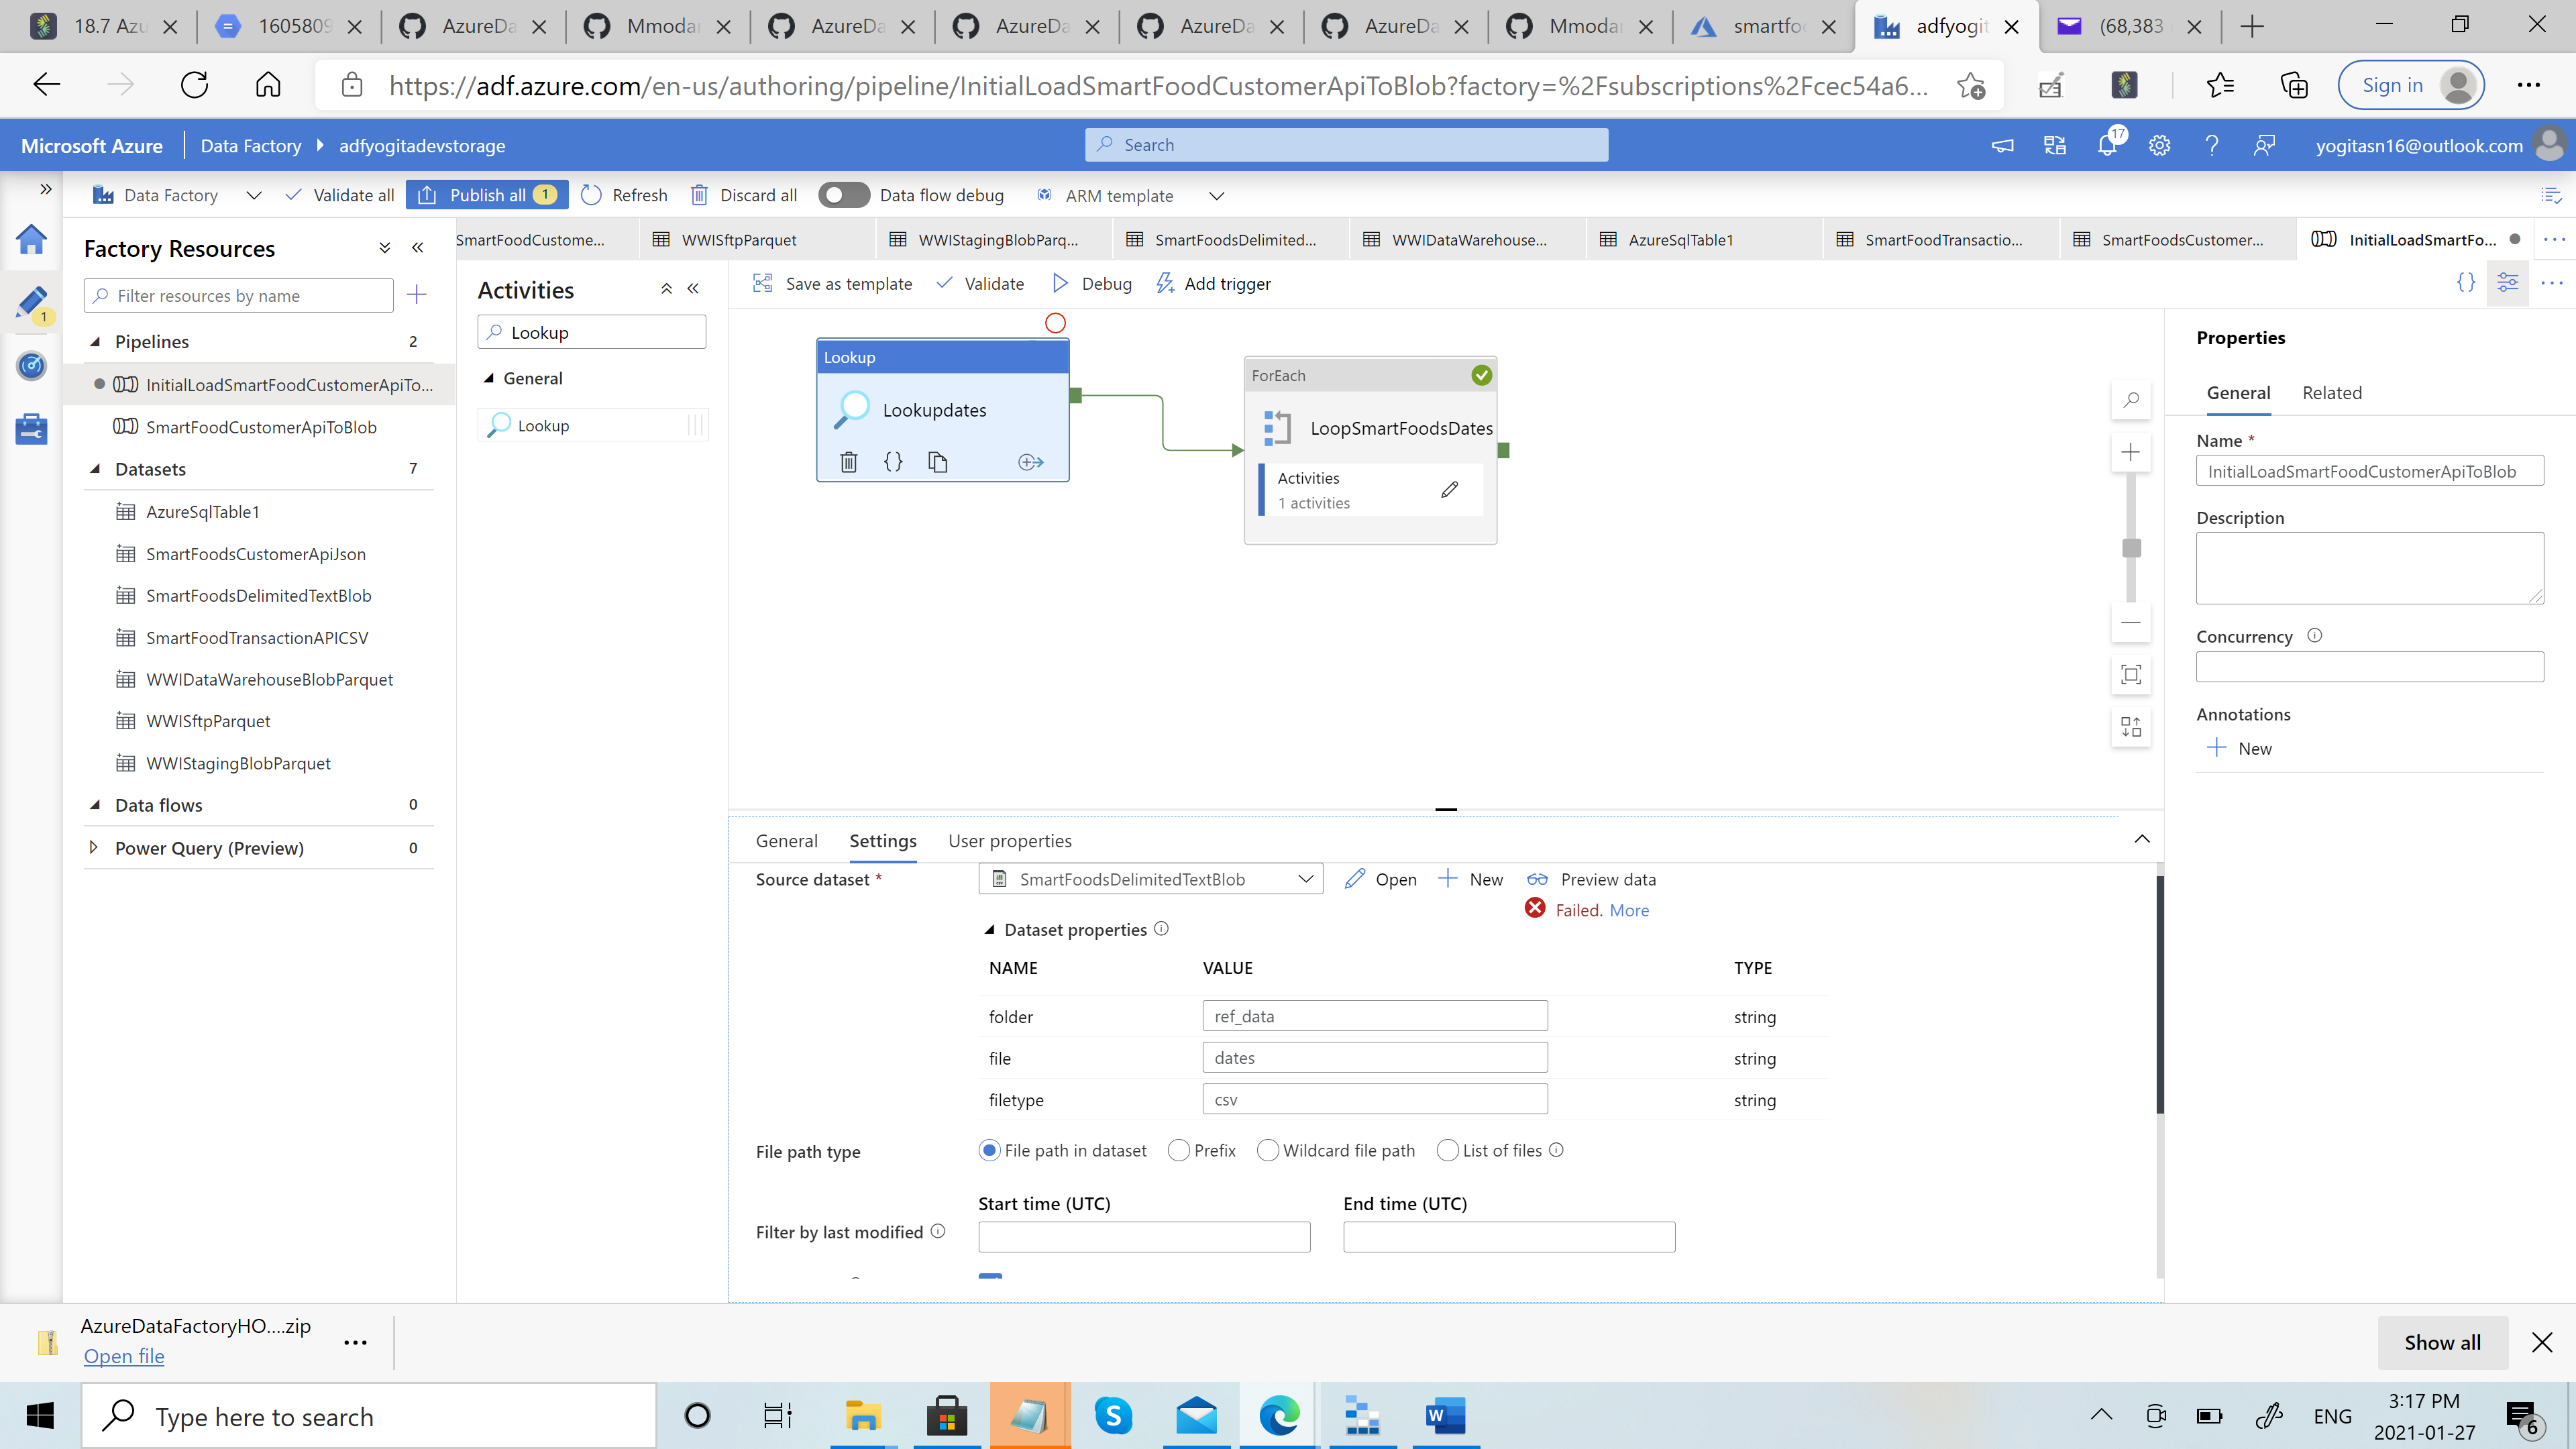 18.7 Azu
1605809
AzureDa
Mmodar
AzureDa
AzureDa
AzureDa
AzureDa
Mmodar
smartfoo
adfyogit
(68,383
https://adf.azure.com/en-us/authoring/pipeline/InitialLoadSmartFoodCustomerApiToBlob?factory=%2Fsubscriptions%2Fcec54a6...
Sign in
Microsoft Azure
Data Factory
adfyogitadevstorage
Search
17
yogitasn16@outlook.com
Data Factory
Validate all
Publish all 1
Refresh
Discard all
Data flow debug
ARM template
Factory Resources
Filter resources by name
1
Pipelines 2
InitialLoadSmartFoodCustomerApiTo...
SmartFoodCustomerApiToBlob
Datasets 7
AzureSqlTable1
SmartFoodsCustomerApiJson
SmartFoodsDelimitedTextBlob
SmartFoodTransactionAPICSV
WWIDataWarehouseBlobParquet
WWISftpParquet
WWIStagingBlobParquet
Data flows 0
Power Query (Preview) 0
SmartFoodCustome...
WWISftpParquet
WWIStagingBlobParq...
SmartFoodsDelimited...
WWIDataWarehouse...
AzureSqlTable1
SmartFoodTransactio...
SmartFoodsCustomer...
InitialLoadSmartFo...
Activities
Lookup
General
Lookup
Save as template
Validate
Debug
Add trigger
Lookup
Lookupdates
ForEach
LoopSmartFoodsDates
Activities
1 activities
Properties
General
Related
Name *
InitialLoadSmartFoodCustomerApiToBlob
Description
Concurrency
Annotations
New
General
Settings
User properties
Source dataset *
SmartFoodsDelimitedTextBlob
Open
New
Preview data
Failed. More
Dataset properties
NAME VALUE TYPE
folder ref_data string
file dates string
filetype csv string
File path type
File path in dataset
Prefix
Wildcard file path
List of files
Start time (UTC)
End time (UTC)
Filter by last modified
AzureDataFactoryHO....zip
Open file
Show all
Type here to search
ENG
3:17 PM
2021-01-27
6